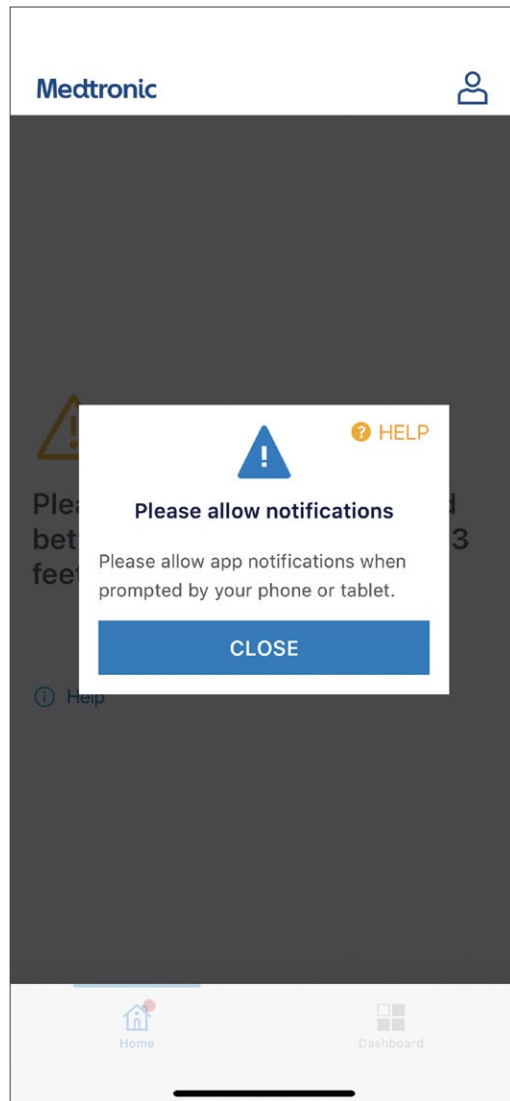 Medtronic
? HELP
!
Please allow notifications
Please allow app notifications when
prompted by your phone or tablet.
CLOSE
3
Help
Home
Dashboard